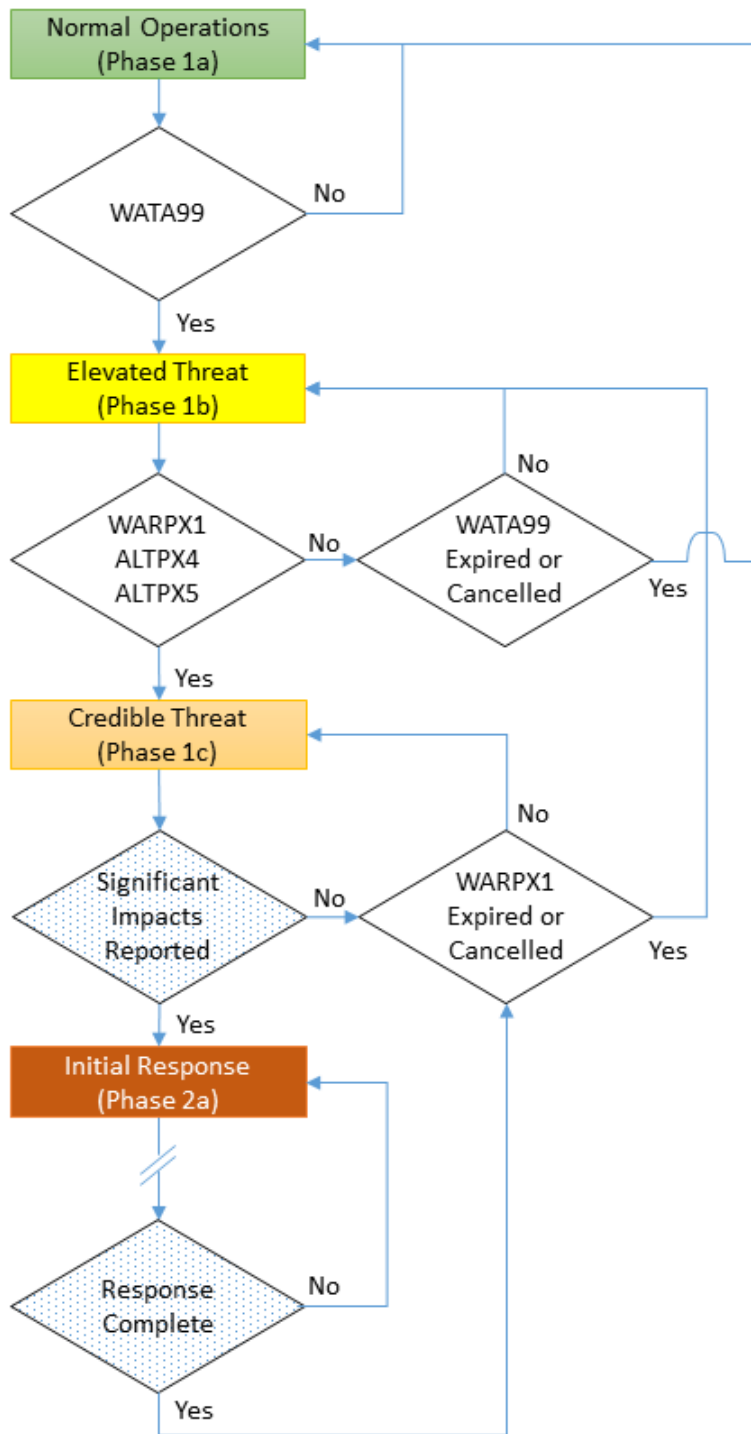 Normal Operations
(Phase 1a)
WATA99
No
Yes
Elevated Threat
(Phase 1b)
No
WARPX1
ALTPX4
ALTPX5
No
WATA99
Expired or
Cancelled
Yes
Yes
Credible Threat
(Phase 1c)
No
Significant
Impacts
Reported
No
WARPX1
Expired or
Cancelled
Yes
Yes
Initial Response
(Phase 2a)
Response
Complete
No
Yes